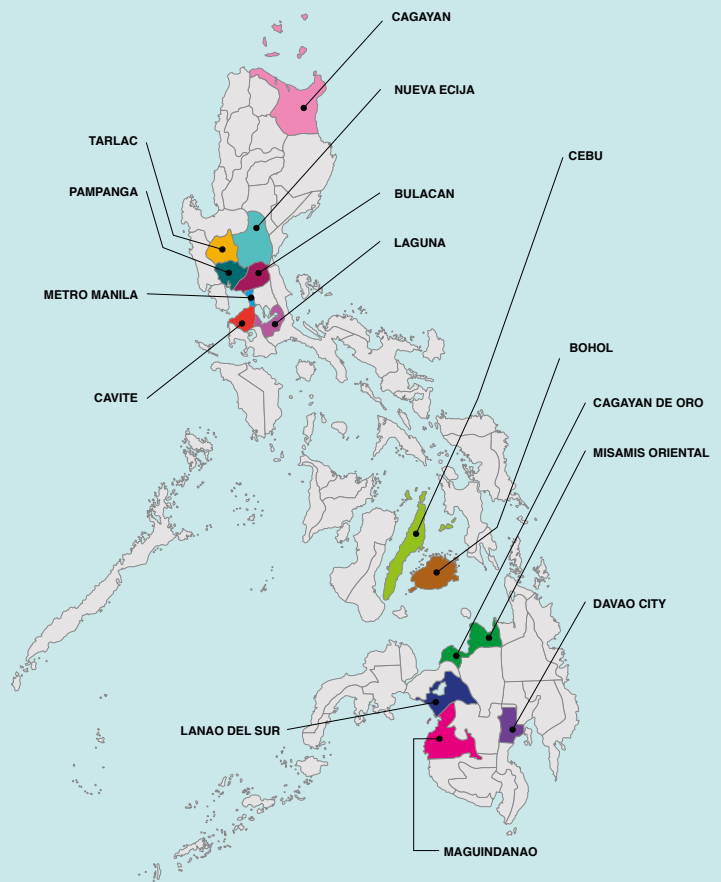 CAGAYAN
NUEVA ECIJA
TARLAC
CEBU
PAMPANGA
BULACAN
LAGUNA
METRO MANILA
BOHOL
CAVITE
CAGAYAN DE ORO
MISAMIS ORIENTAL
DAVAO CITY
LANAO DEL SUR
MAGUINDANAO